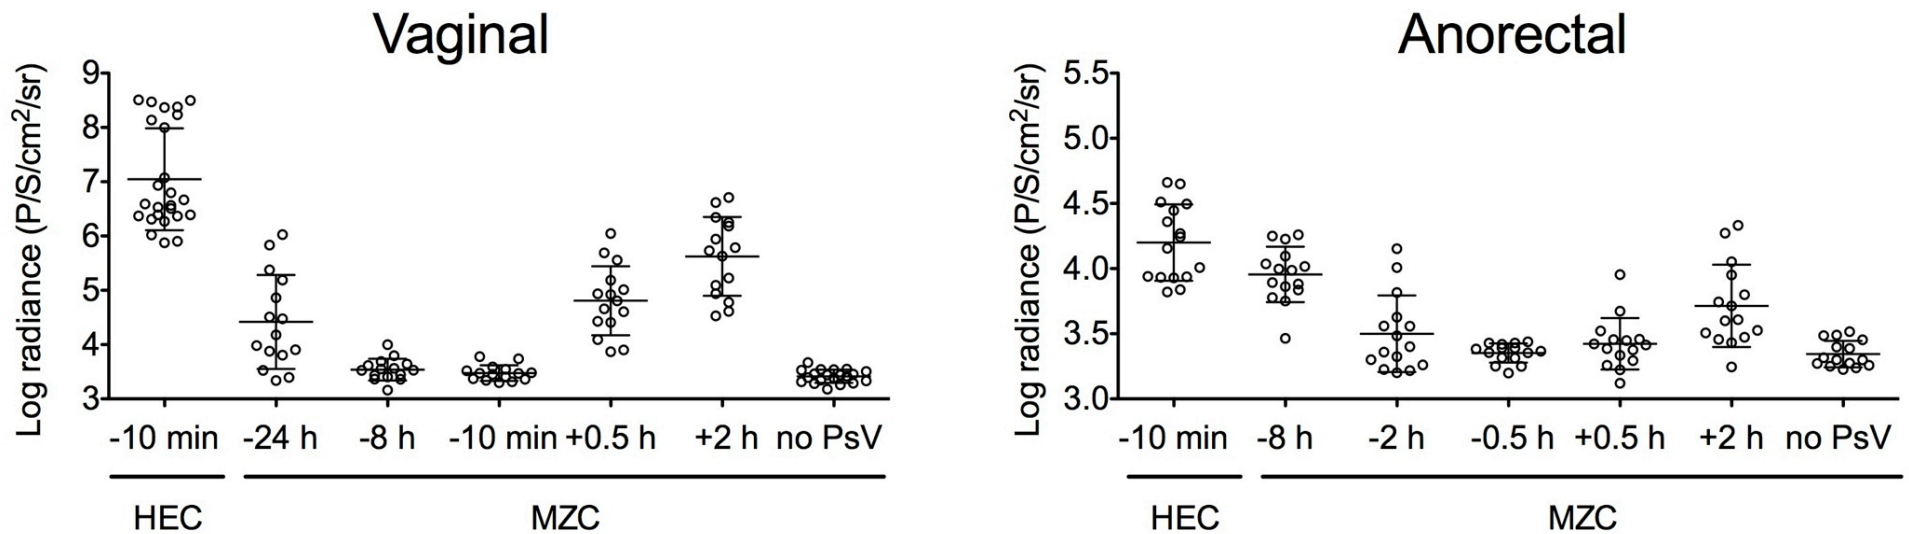 Vaginal
Log radiance (P/S/cm²/sr)
9
8
7
6
5
4
3
-10 min -24 h -8 h -10 min +0.5 h +2 h no PsV
HEC MZC
Anorectal
Log radiance (P/S/cm²/sr)
5.5
5.0
4.5
4.0
3.5
3.0
-10 min -8 h -2 h -0.5 h +0.5 h +2 h no PsV
HEC MZC